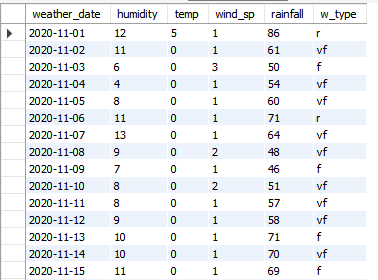 weather_date humidity temp wind_sp rainfall w_type
2020-11-01 12 5 1 86 r
2020-11-02 11 0 1 61 vf
2020-11-03 6 0 3 50 f
2020-11-04 4 0 1 54 vf
2020-11-05 8 0 1 60 vf
2020-11-06 11 0 1 71 r
2020-11-07 13 0 1 64 vf
2020-11-08 9 0 2 48 vf
2020-11-09 7 0 1 46 f
2020-11-10 8 0 2 51 vf
2020-11-11 8 0 1 57 vf
2020-11-12 9 0 1 58 vf
2020-11-13 10 0 1 71 f
2020-11-14 10 0 1 70 vf
2020-11-15 11 0 1 69 f